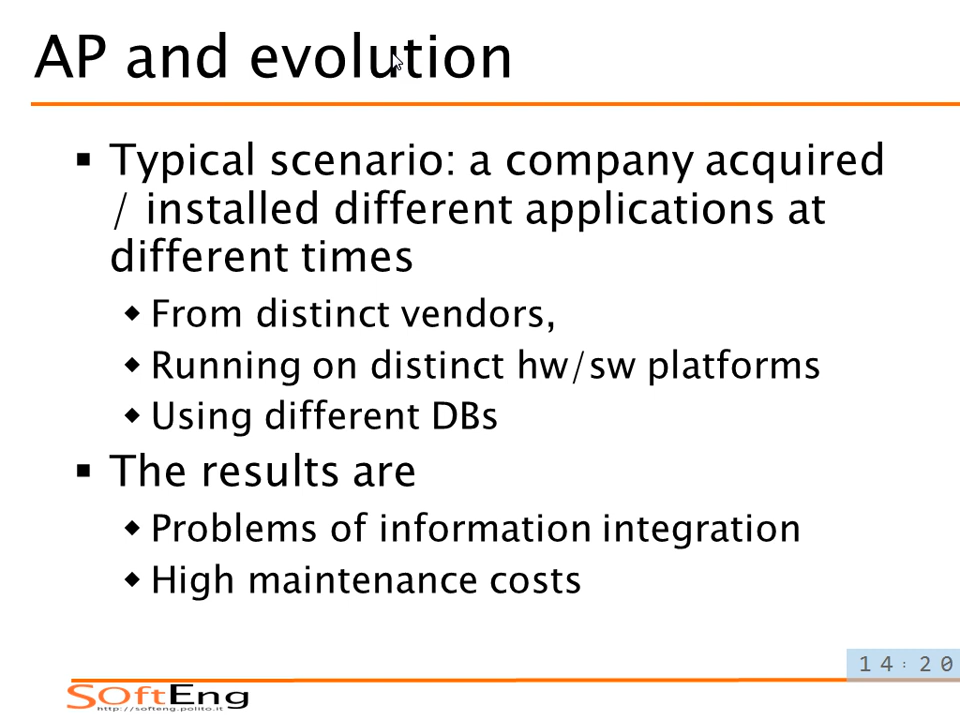 AP and evolution
Typical scenario: a company acquired
/ installed different applications at
different times
From distinct vendors,
Running on distinct hw/sw platforms
Using different DBs
The results are
Problems of information integration
High maintenance costs
14:20
SoftEng
http://softeng.polito.it